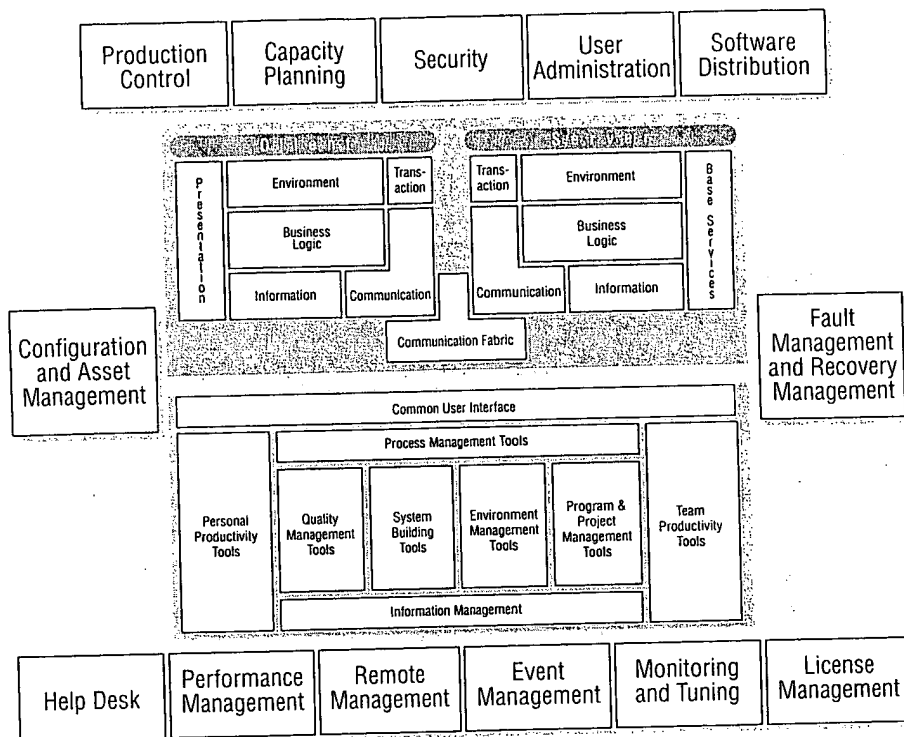 Production
Control
Capacity
Planning
Security
User
Administration
Software
Distribution
Presentation
Environment
Trans-
action
Business
Logic
Information
Communication
Trans-
action
Environment
Business
Logic
Communication
Information
Base Services
Communication Fabric
Configuration
and Asset
Management
Fault
Management
and Recovery
Management
Common User Interface
Process Management Tools
Personal
Productivity
Tools
Quality
Management
Tools
System
Building
Tools
Environment
Management
Tools
Program &
Project
Management
Tools
Team
Productivity
Tools
Information Management
Help Desk
Performance
Management
Remote
Management
Event
Management
Monitoring
and Tuning
License
Management